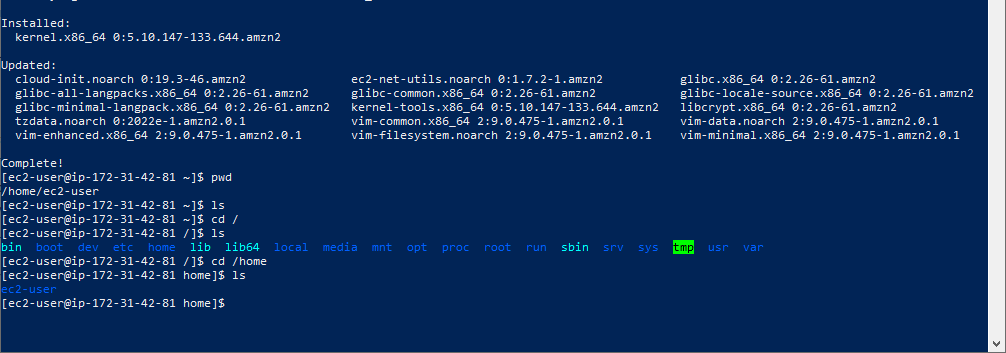 Installed:
kernel.x86_64 0:5.10.147-133.644.amzn2
Updated:
cloud-init.noarch 0:19.3-46.amzn2 ec2-net-utils.noarch 0:1.7.2-1.amzn2 glibc.x86_64 0:2.26-61.amzn2
glibc-all-langpacks.x86_64 0:2.26-61.amzn2 glibc-common.x86_64 0:2.26-61.amzn2 glibc-locale-source.x86_64 0:2.26-61.amzn2
glibc-minimal-langpack.x86_64 0:2.26-61.amzn2 kernel-tools.x86_64 0:5.10.147-133.644.amzn2 libcrypt.x86_64 0:2.26-61.amzn2
tzdata.noarch 0:2022e-1.amzn2.0.1 vim-common.x86_64 2:9.0.475-1.amzn2.0.1 vim-data.noarch 2:9.0.475-1.amzn2.0.1
vim-enhanced.x86_64 2:9.0.475-1.amzn2.0.1 vim-filesystem.noarch 2:9.0.475-1.amzn2.0.1 vim-minimal.x86_64 2:9.0.475-1.amzn2.0.1
Complete!
[ec2-user@ip-172-31-42-81 ~]$ pwd
/home/ec2-user
[ec2-user@ip-172-31-42-81 ~]$ ls
[ec2-user@ip-172-31-42-81 ~]$ cd /
[ec2-user@ip-172-31-42-81 /]$ ls
bin boot dev etc home lib lib64 local media mnt opt proc root run sbin srv sys tmp usr var
[ec2-user@ip-172-31-42-81 /]$ cd /home
[ec2-user@ip-172-31-42-81 home]$ ls
ec2-user
[ec2-user@ip-172-31-42-81 home]$